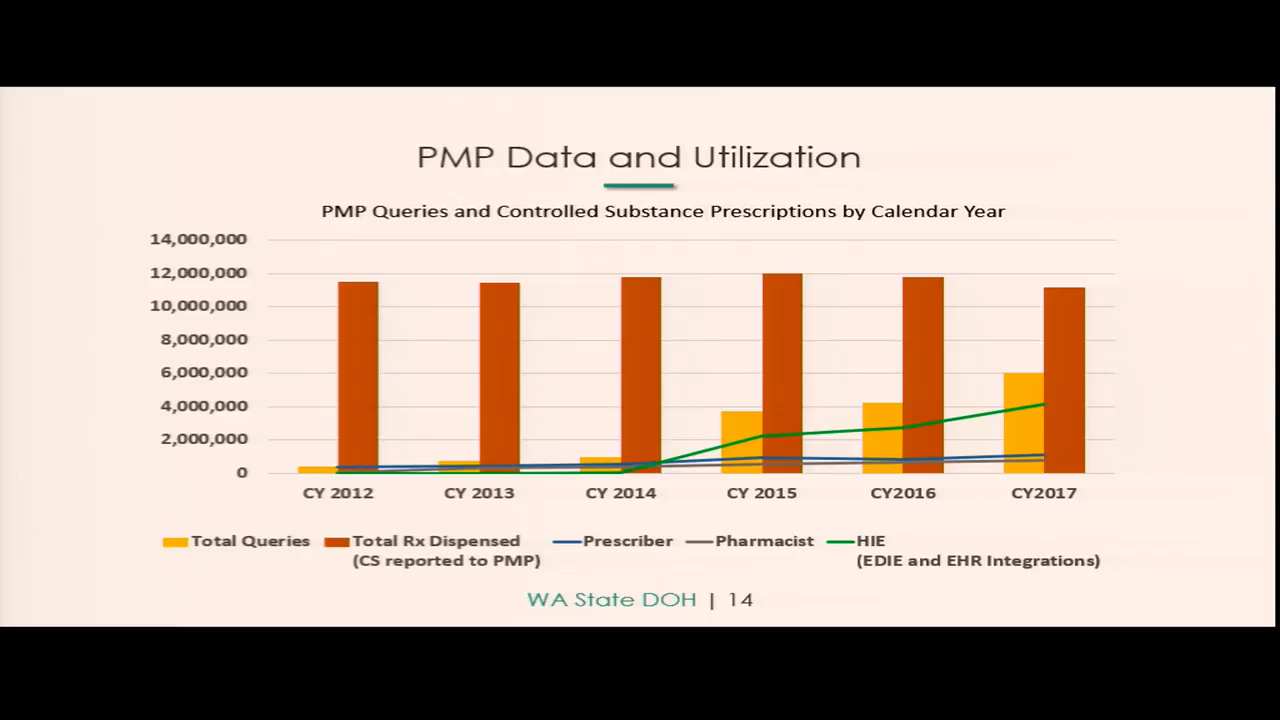 PMP Data and Utilization
PMP Queries and Controlled Substance Prescriptions by Calendar Year
14,000,000
12,000,000
10,000,000
8,000,000
6,000,000
4,000,000
2,000,000
0
CY 2012 CY 2013 CY 2014 CY 2015 CY2016 CY2017
Total Queries Total Rx Dispensed Prescriber Pharmacist HIE
(CS reported to PMP) (EDIE and EHR Integrations)
WA State DOH | 14